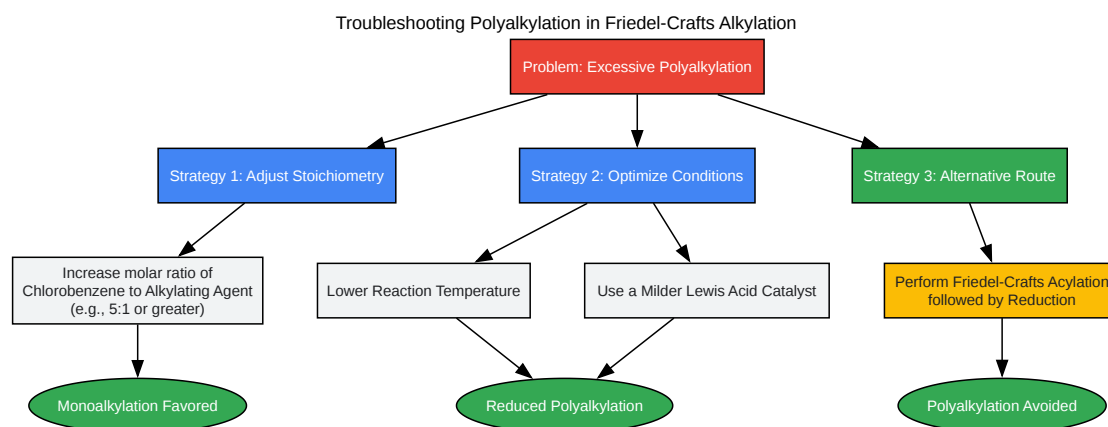 Troubleshooting Polyalkylation in Friedel-Crafts Alkylation
Problem: Excessive Polyalkylation
Strategy 1: Adjust Stoichiometry
Strategy 2: Optimize Conditions
Strategy 3: Alternative Route
Increase molar ratio of
Chlorobenzene to Alkylating Agent
(e.g., 5:1 or greater)
Lower Reaction Temperature
Use a Milder Lewis Acid Catalyst
Perform Friedel-Crafts Acylation
followed by Reduction
Monoalkylation Favored
Reduced Polyalkylation
Polyalkylation Avoided